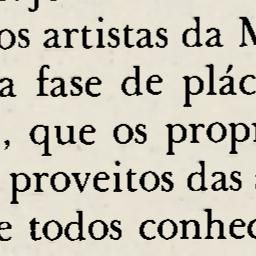 os artistas da M
a fase de plác
, que os propr
proveitos das
e todos conhec